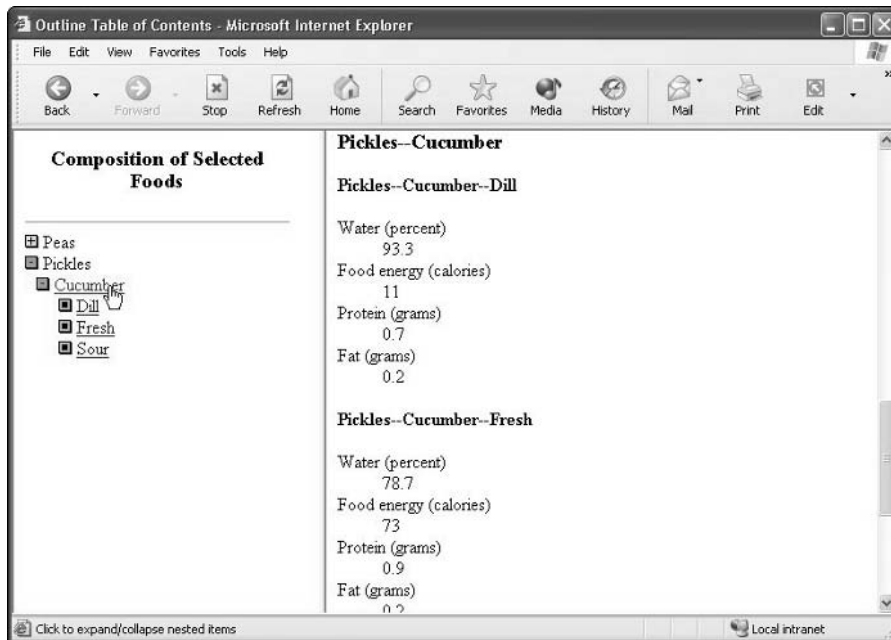 Outline Table of Contents - Microsoft Internet Explorer
File Edit View Favorites Tools Help
Back Forward Stop Refresh Home Search Favorites Media History Mail Print Edit
Composition of Selected
Foods
Peas
Pickles
Cucumber
Dill
Fresh
Sour
Pickles--Cucumber
Pickles--Cucumber--Dill
Water (percent)
93.3
Food energy (calories)
11
Protein (grams)
0.7
Fat (grams)
0.2
Pickles--Cucumber--Fresh
Water (percent)
78.7
Food energy (calories)
73
Protein (grams)
0.9
Fat (grams)
Click to expand/collapse nested items
Local intranet